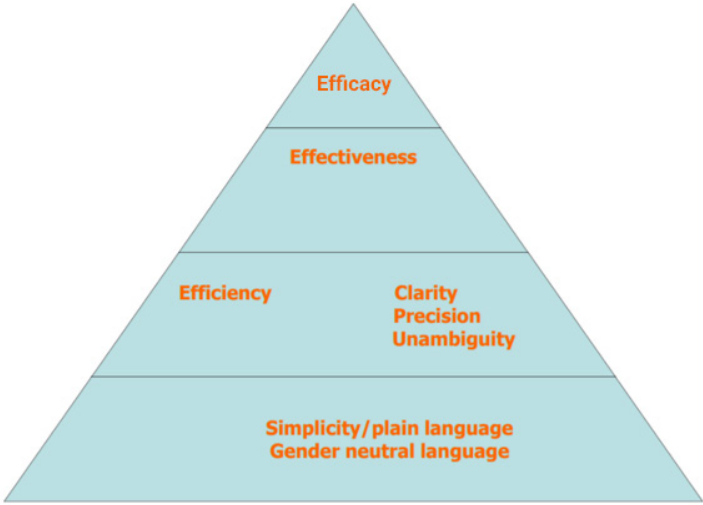 Efficacy
Effectiveness
Efficiency
Clarity
Precision
Unambiguity
Simplicity/plain language
Gender neutral language